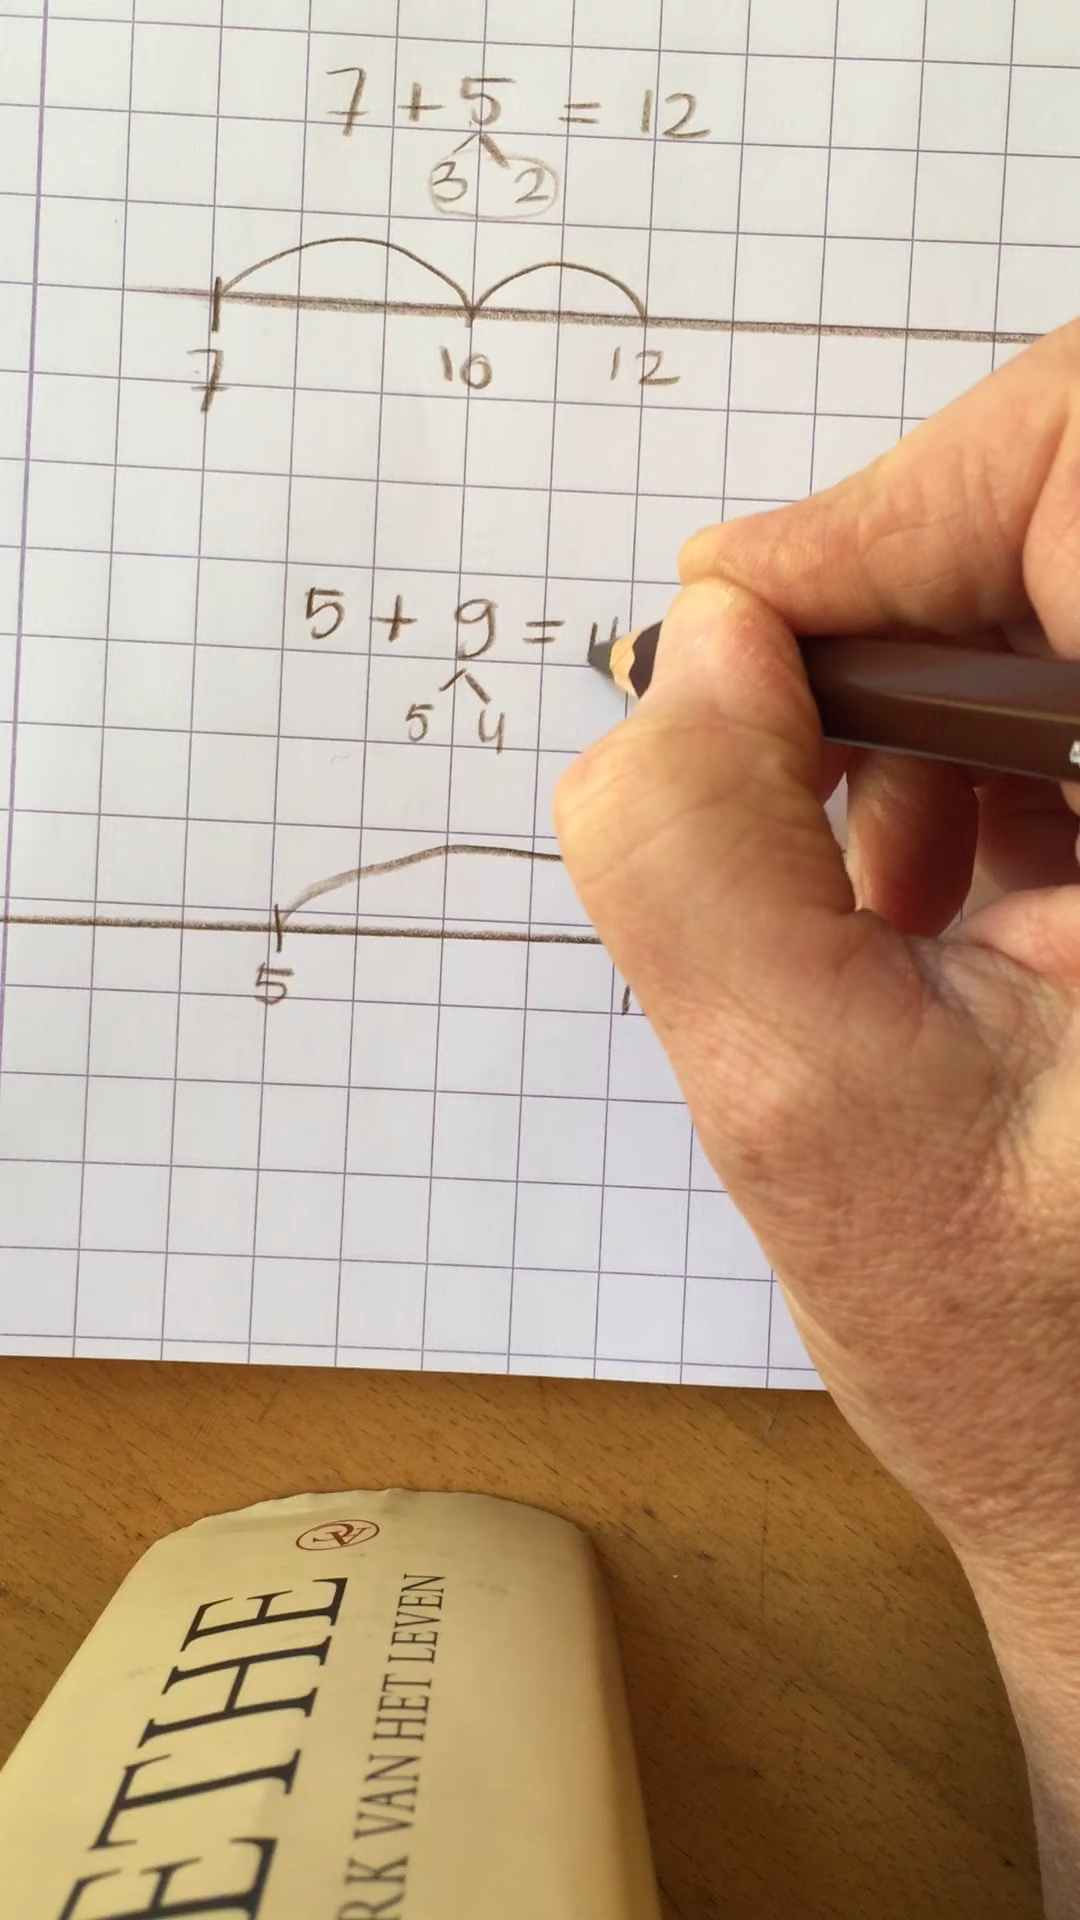 7 + 5 = 12
3 2
7 10 12
5 + 9 =
5 4
5
ETHE
RK VAN HET LEVEN